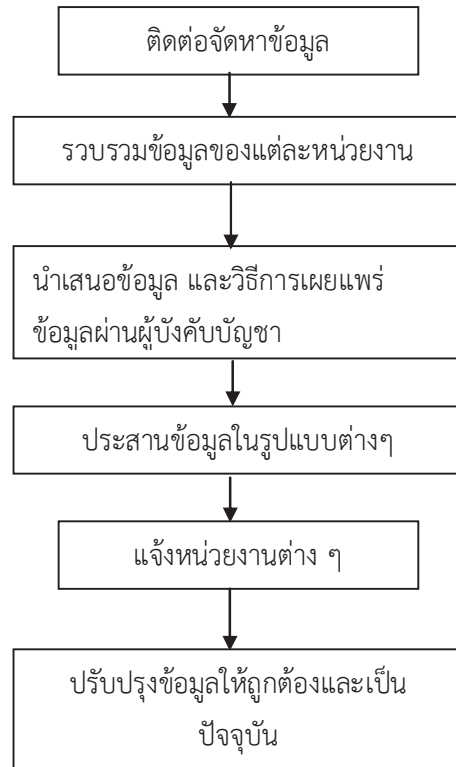 ติดต่อจัดหาข้อมูล
รวบรวมข้อมูลของแต่ละหน่วยงาน
นำเสนอข้อมูล และวิธีการเผยแพร่
ข้อมูลผ่านผู้บังคับบัญชา
ประสานข้อมูลในรูปแบบต่างๆ
แจ้งหน่วยงานต่าง ๆ
ปรับปรุงข้อมูลให้ถูกต้องและเป็น
ปัจจุบัน